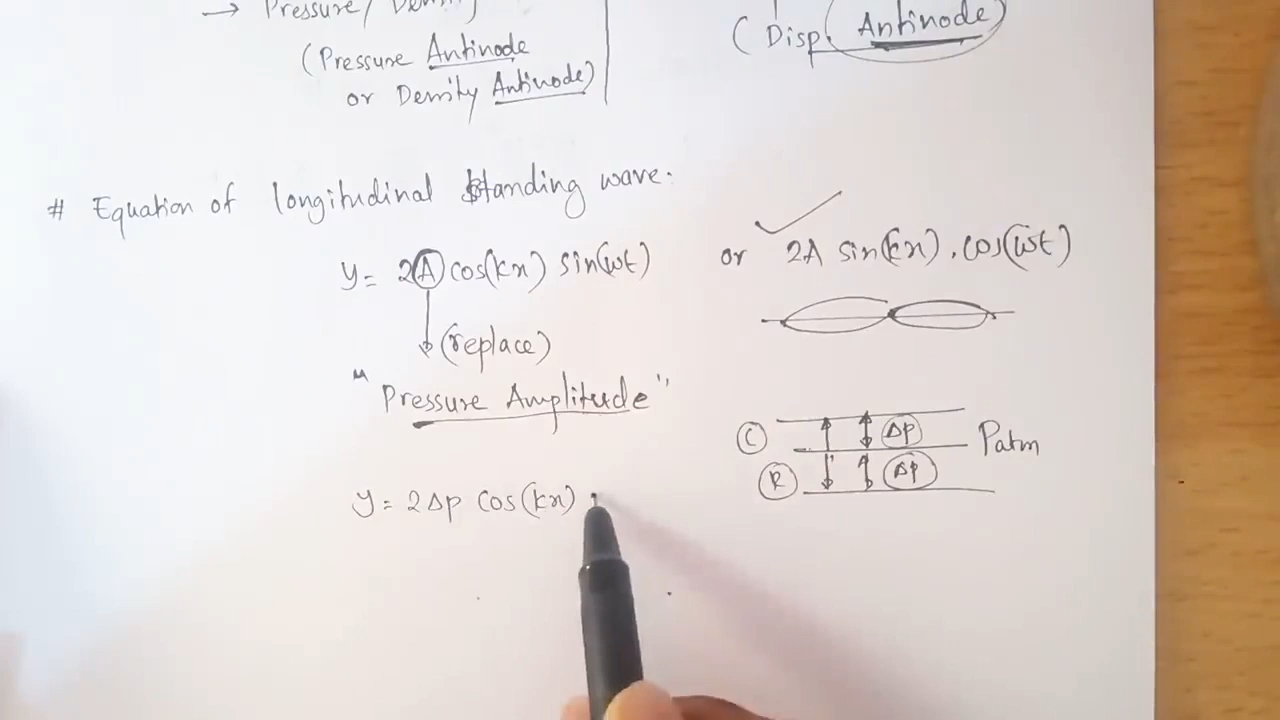 → Pressure/ Density
(Pressure Antinode
or Density Antinode)
(Disp. Antinode)
# Equation of longitudinal Standing wave.
y = 2A cos(kx) sin(ωt) or 2A sin(kx). cos(ωt)
(replace)
"Pressure Amplitude"
C Δp Patm
R Δp
y = 2Δp cos(kx)